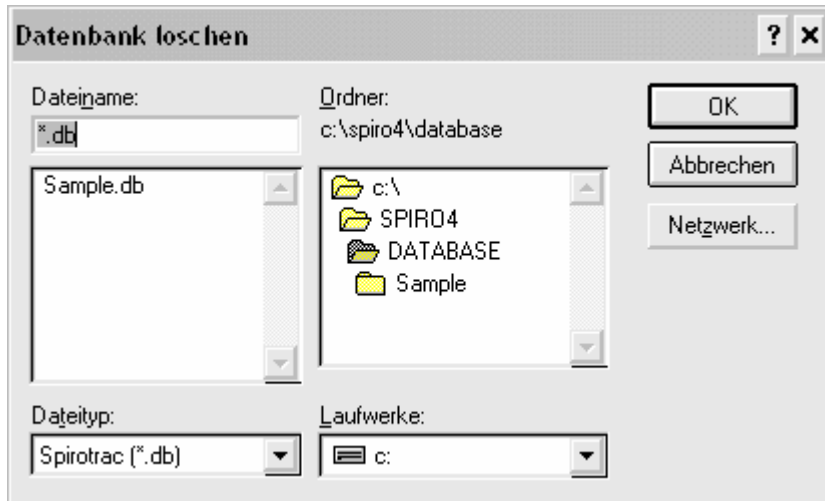 Datenbank loschen
Dateiname:
*.db
Sample.db
Dateityp:
Spirotrac (*.db)
Ordner:
c:\spiro4\database
c:\
SPIRO4
DATABASE
Sample
Laufwerke:
c:
OK
Abbrechen
Netzwerk...